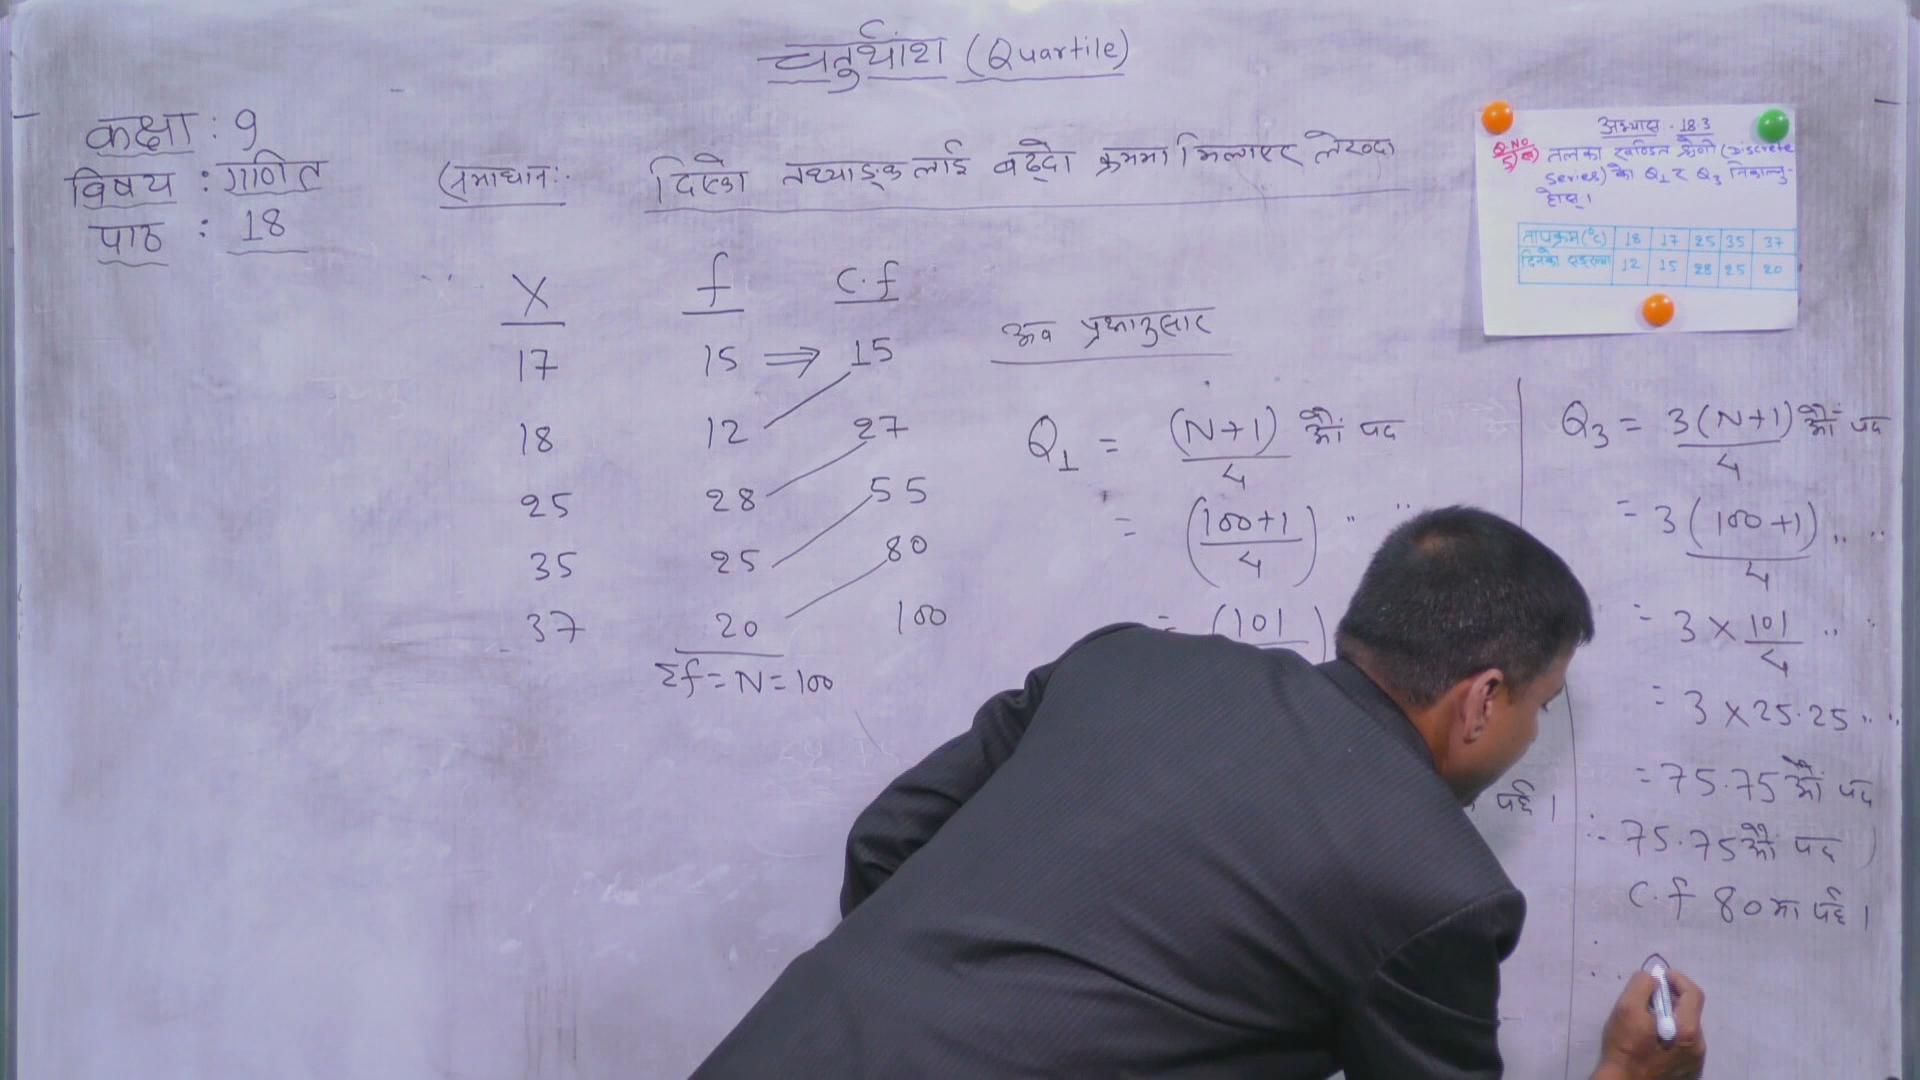 चतुर्थांश (Quartile)
कक्षा : 9
विषय : गणित
पाठ : 18
समाधान:- दिएको तथ्याङ्क लाई बढ्दो क्रममा मिलाएर लेख्दा
अभ्यास - 18.3
Q.NO
5)
तलका खण्डित श्रेणी (Discrete
Series) को Q1 र Q3 निकाल्नु-
होस् ।
तापक्रम (°c) 18 17 25 35 37
दिनको सङ्ख्या 12 15 28 25 20
X f c.f
17 15 ⇒ 15
18 12 27
25 28 55
35 25 80
37 20 100
Σf = N = 100
अब प्रश्नानुसार
Q1 = (N+1)/4 औं पद
= (100+1)/4 " "
= (101
पर्छ ।
Q3 = 3(N+1)/4 औं पद
= 3(100+1)/4 " "
= 3 × 101/4 " "
= 3 × 25.25 " "
= 75.75 औं पद
∴ 75.75 औं पद
c.f 80 मा पर्छ ।